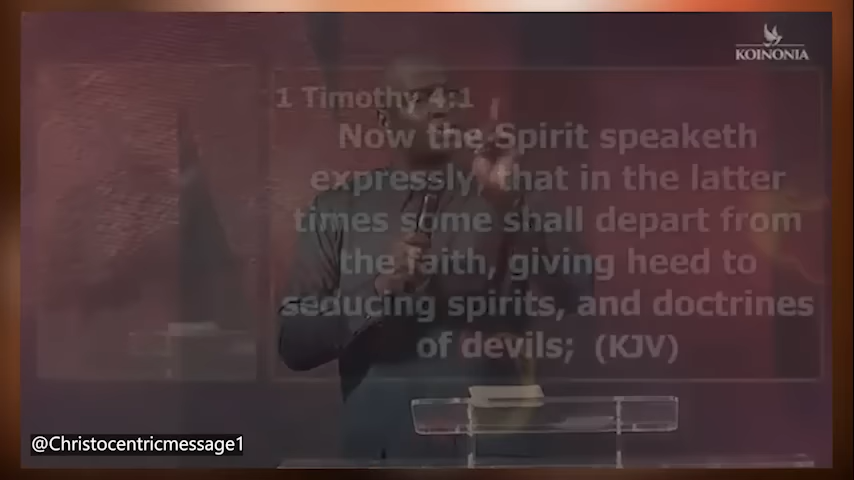 KOINONIA
1 Timothy 4:1
Now the Spirit speaketh
expressly, that in the latter
times some shall depart from
the faith, giving heed to
seducing spirits, and doctrines
of devils; (KJV)
@Christocentricmessage1